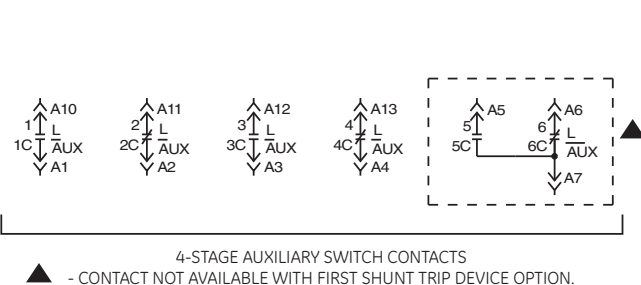 A10 A11 A12 A13 A5 A6
1 L 2 L 3 L 4 L 5 6 L
1C AUX 2C AUX 3C AUX 4C AUX 5C 6C AUX
A1 A2 A3 A4 A7
4-STAGE AUXILIARY SWITCH CONTACTS
- CONTACT NOT AVAILABLE WITH FIRST SHUNT TRIP DEVICE OPTION.